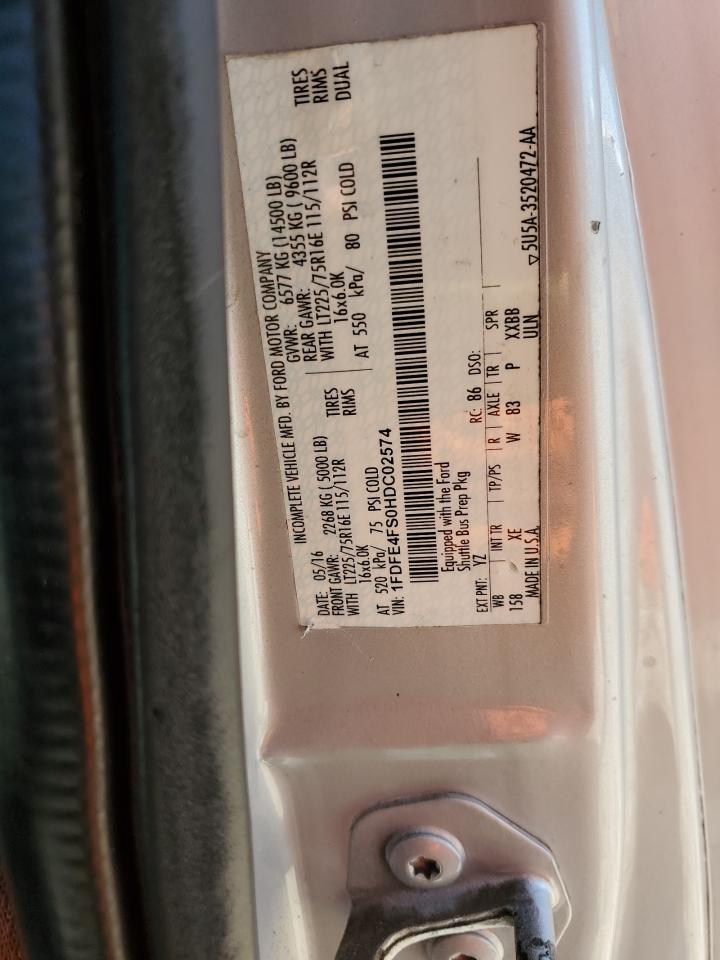 INCOMPLETE VEHICLE MFD. BY FORD MOTOR COMPANY
DATE: 05/16 GVWR: 6577 KG (14500 LB)
FRONT GAWR: 2268 KG ( 5000 LB) REAR GAWR: 4355 KG ( 9600 LB)
WITH LT225/75R16E 115/112R TIRES WITH LT225/75R16E 115/112R TIRES
16x6.0K RIMS 16x6.0K RIMS
AT 520 kPa/ 75 PSI COLD AT 550 kPa/ 80 PSI COLD DUAL
VIN: 1FDFE4FS0HDC02574
Equipped with the Ford
Shuttle Bus Prep Pkg
EXT PNT: YZ RC: 86 DSO:
WB INT TR TP/PS R AXLE TR SPR
158 XE W 83 P XXBB
MADE IN U.S.A. ULN ▽5U5A-3520472-AA